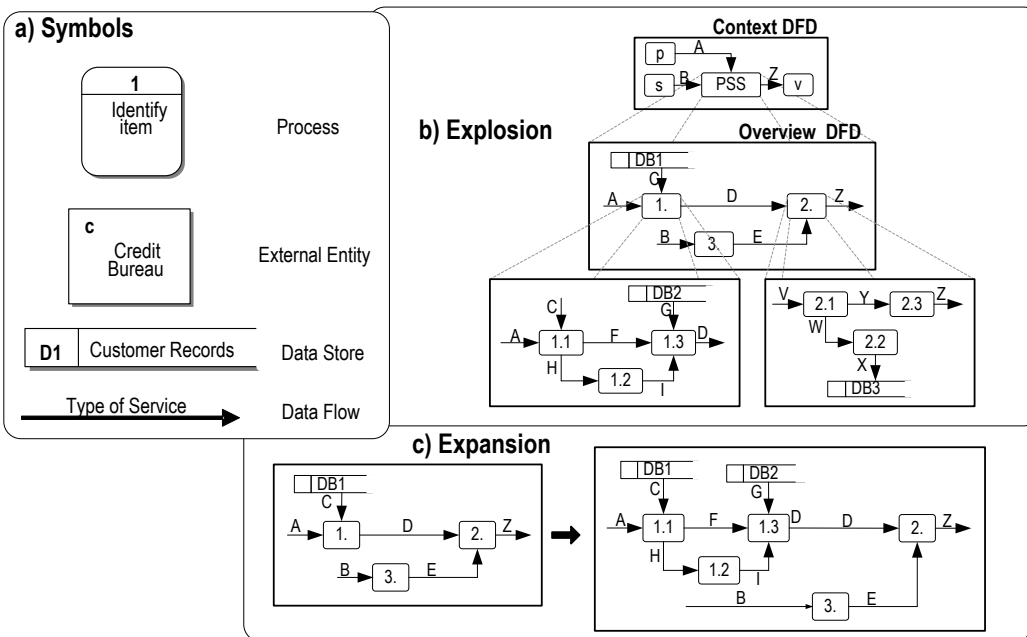 a) Symbols
1
Identify
item
Process
c
Credit
Bureau
External Entity
D1 Customer Records
Data Store
Type of Service
Data Flow
b) Explosion
Context DFD
p A
s B PSS Z v
Overview DFD
DB1
C
A 1. D 2. Z
B 3. E
DB2
C G
A 1.1 F 1.3 D
H 1.2 I
V 2.1 Y 2.3 Z
W 2.2
X
DB3
c) Expansion
DB1
C
A 1. D 2. Z
B 3. E
DB1 DB2
C G
A 1.1 F 1.3 D D 2. Z
H 1.2 I
B 3. E